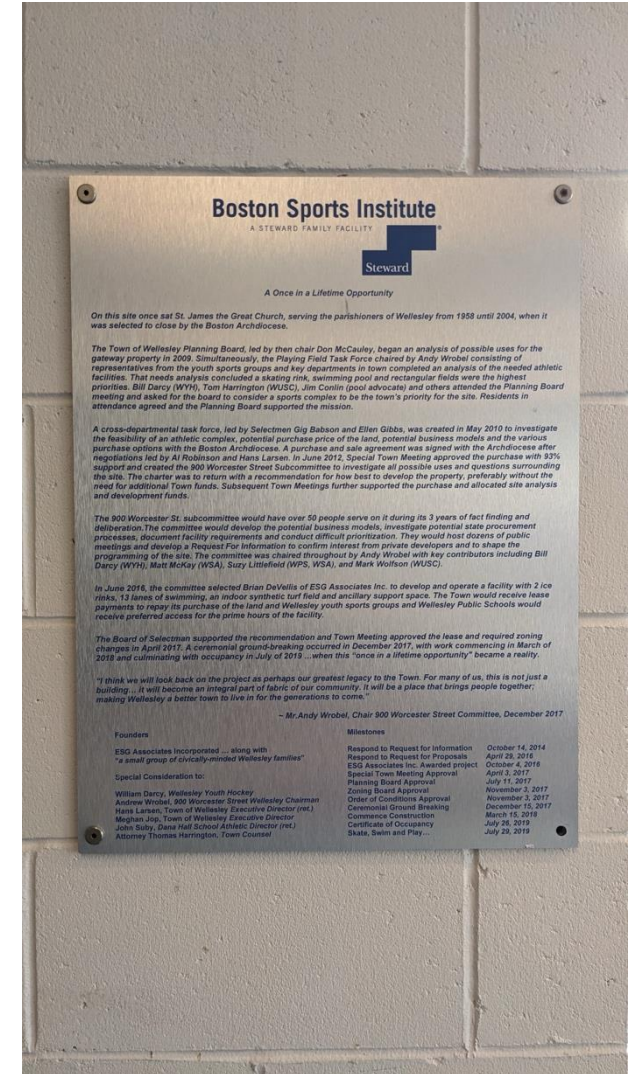 Boston Sports Institute
A STEWARD FAMILY FACILITY
Steward
A Once in a Lifetime Opportunity
On this site once sat St. James the Great Church, serving the parishioners of Wellesley from 1958 until 2004, when it
was selected to close by the Boston Archdiocese.
The Town of Wellesley Planning Board, led by then chair Don McCauley, began an analysis of possible uses for the
gateway property in 2009. Simultaneously, the Playing Field Task Force chaired by Andy Wrobel consisting of
representatives from the youth sports groups and key departments in town completed an analysis of the needed athletic
facilities. That needs analysis concluded a skating rink, swimming pool and rectangular fields were the highest
priorities. Bill Darcy (WYH), Tom Harrington (WUSC), Jim Conlin (pool advocate) and others attended the Planning Board
meeting and asked for the board to consider a sports complex to be the town's priority for the site. Residents in
attendance agreed and the Planning Board supported the mission.
A cross-departmental task force, led by Selectmen Gig Babson and Ellen Gibbs, was created in May 2010 to investigate
the feasibility of an athletic complex, potential purchase price of the land, potential business models and the various
purchase options with the Boston Archdiocese. A purchase and sale agreement was signed with the Archdiocese after
negotiations led by Al Robinson and Hans Larsen. In June 2012, Special Town Meeting approved the purchase with 93%
support and created the 900 Worcester Street Subcommittee to investigate all possible uses and questions surrounding
the site. The charter was to return with a recommendation for how best to develop the property, preferably without the
need for additional Town funds. Subsequent Town Meetings further supported the purchase and allocated site analysis
and development funds.
The 900 Worcester St. subcommittee would have over 50 people serve on it during its 3 years of fact finding and
deliberation.The committee would develop the potential business models, investigate potential state procurement
processes, document facility requirements and conduct difficult prioritization. They would host dozens of public
meetings and develop a Request For Information to confirm interest from private developers and to shape the
programming of the site. The committee was chaired throughout by Andy Wrobel with key contributors including Bill
Darcy (WYH), Matt McKay (WSA), Suzy Littlefield (WPS, WSA), and Mark Wolfson (WUSC).
In June 2016, the committee selected Brian DeVellis of ESG Associates Inc. to develop and operate a facility with 2 ice
rinks, 13 lanes of swimming, an indoor synthetic turf field and ancillary support space. The Town would receive lease
payments to repay its purchase of the land and Wellesley youth sports groups and Wellesley Public Schools would
receive preferred access for the prime hours of the facility.
The Board of Selectman supported the recommendation and Town Meeting approved the lease and required zoning
changes in April 2017. A ceremonial ground-breaking occurred in December 2017, with work commencing in March of
2018 and culminating with occupancy in July of 2019 ...when this "once in a lifetime opportunity" became a reality.
"I think we will look back on the project as perhaps our greatest legacy to the Town. For many of us, this is not just a
building... it will become an integral part of fabric of our community. It will be a place that brings people together;
making Wellesley a better town to live in for the generations to come."
~ Mr.Andy Wrobel, Chair 900 Worcester Street Committee, December 2017
Founders
ESG Associates Incorporated ... along with
"a small group of civically-minded Wellesley families"
Special Consideration to:
William Darcy, Wellesley Youth Hockey
Andrew Wrobel, 900 Worcester Street Wellesley Chairman
Hans Larsen, Town of Wellesley Executive Director (ret.)
Meghan Jop, Town of Wellesley Executive Director
John Suby, Dana Hall School Athletic Director (ret.)
Attorney Thomas Harrington, Town Counsel
Milestones
Respond to Request for Information October 14, 2014
Respond to Request for Proposals April 29, 2016
ESG Associates Inc. Awarded project October 4, 2016
Special Town Meeting Approval April 3, 2017
Planning Board Approval July 11, 2017
Zoning Board Approval November 3, 2017
Order of Conditions Approval November 3, 2017
Ceremonial Ground Breaking December 15, 2017
Commence Construction March 15, 2018
Certificate of Occupancy July 26, 2019
Skate, Swim and Play... July 29, 2019